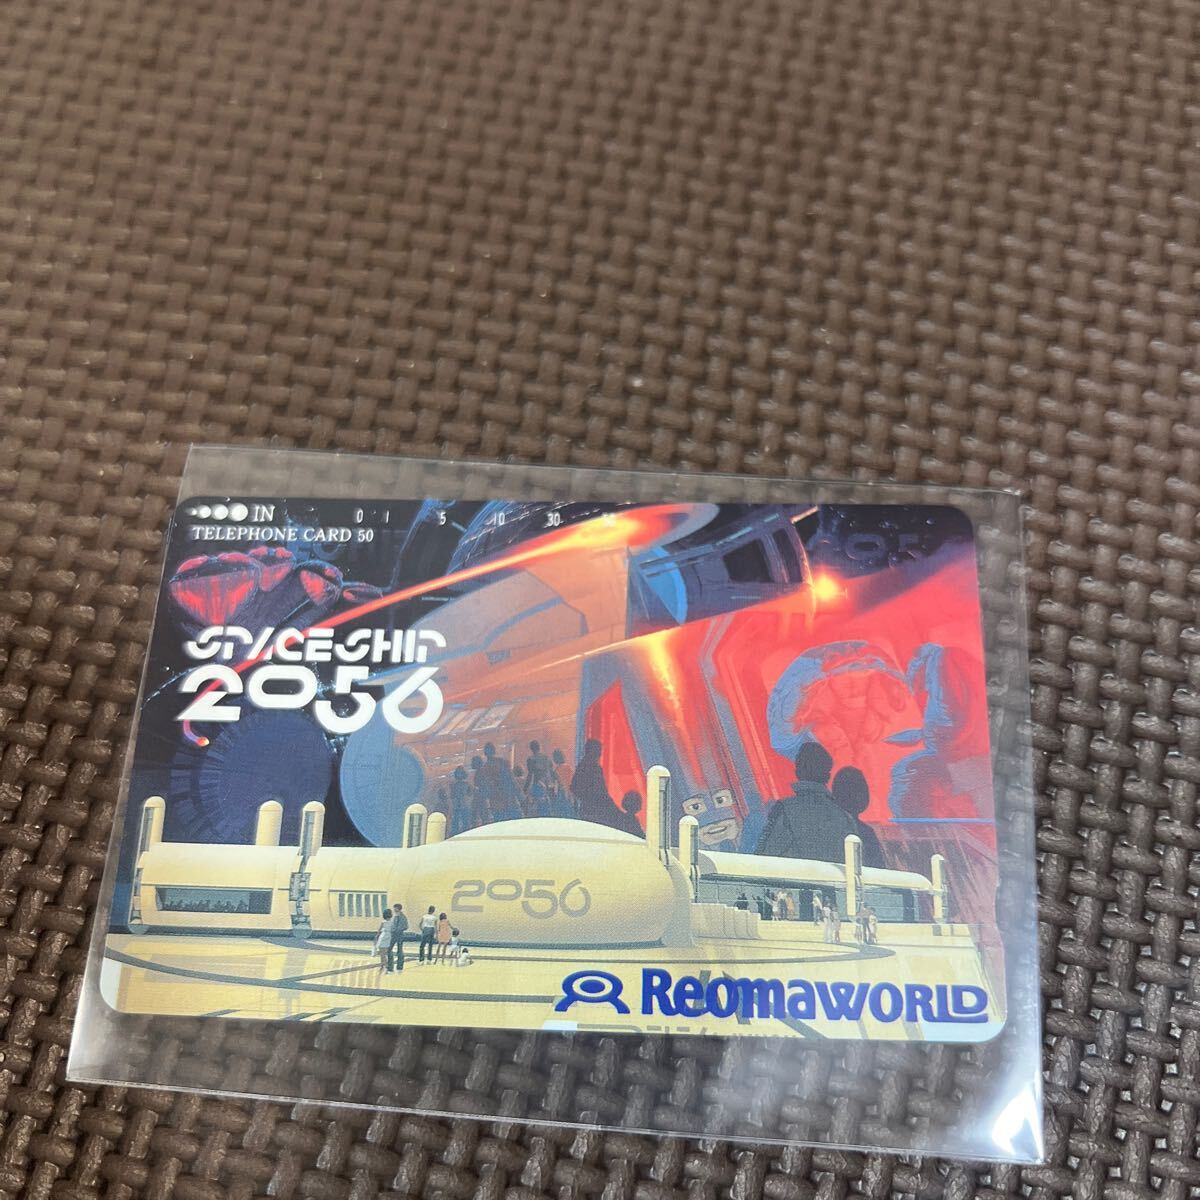 IN 0 1 5 10 30 50
TELEPHONE CARD 50
SPACESHIP
2056
2056
ReomaWORLD